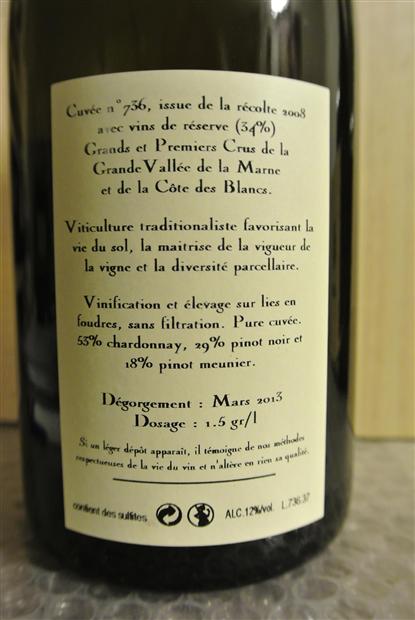 Cuvée n°736, issue de la récolte 2008
avec vins de réserve (34%)
Grands et Premiers Crus de la
Grande Vallée de la Marne
et de la Côte des Blancs.
Viticulture traditionaliste favorisant la
vie du sol, la maitrise de la vigueur de
la vigne et la diversité parcellaire.
Vinification et élevage sur lies en
foudres, sans filtration. Pure cuvée.
53% chardonnay, 29% pinot noir et
18% pinot meunier.
Dégorgement : Mars 2013
Dosage : 1.5 gr/l
Si un léger dépôt apparaît, il témoigne de nos méthodes
respectueuses de la vie du vin et n'altère en rien sa qualité.
contient des sulfites. ALC.12%/vol. L.736.37